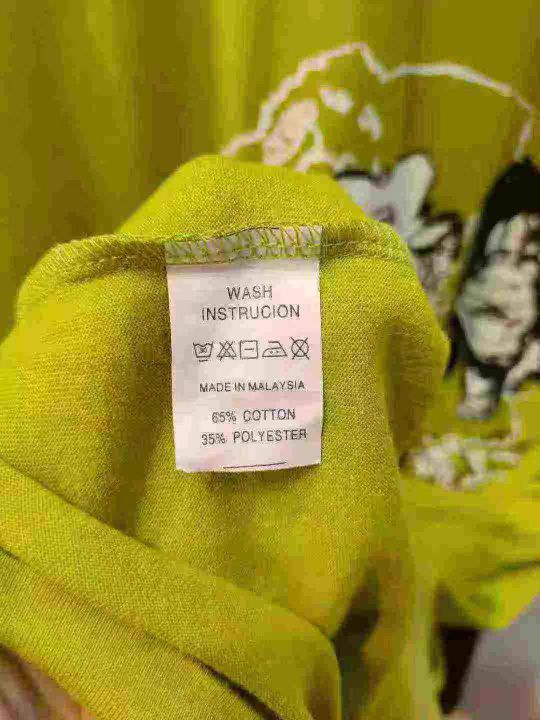 WASH
INSTRUCION
MADE IN MALAYSIA
65% COTTON
35% POLYESTER